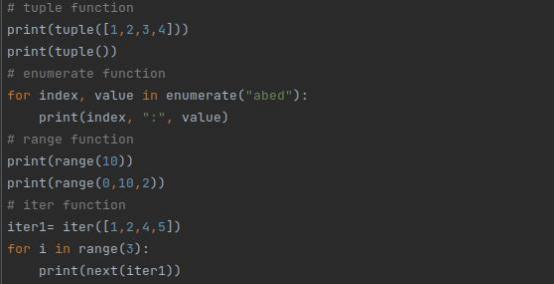 # tuple function
print(tuple([1,2,3,4]))
print(tuple())
# enumerate function
for index, value in enumerate("abed"):
    print(index, ":", value)
# range function
print(range(10))
print(range(0,10,2))
# iter function
iter1= iter([1,2,4,5])
for i in range(3):
    print(next(iter1))